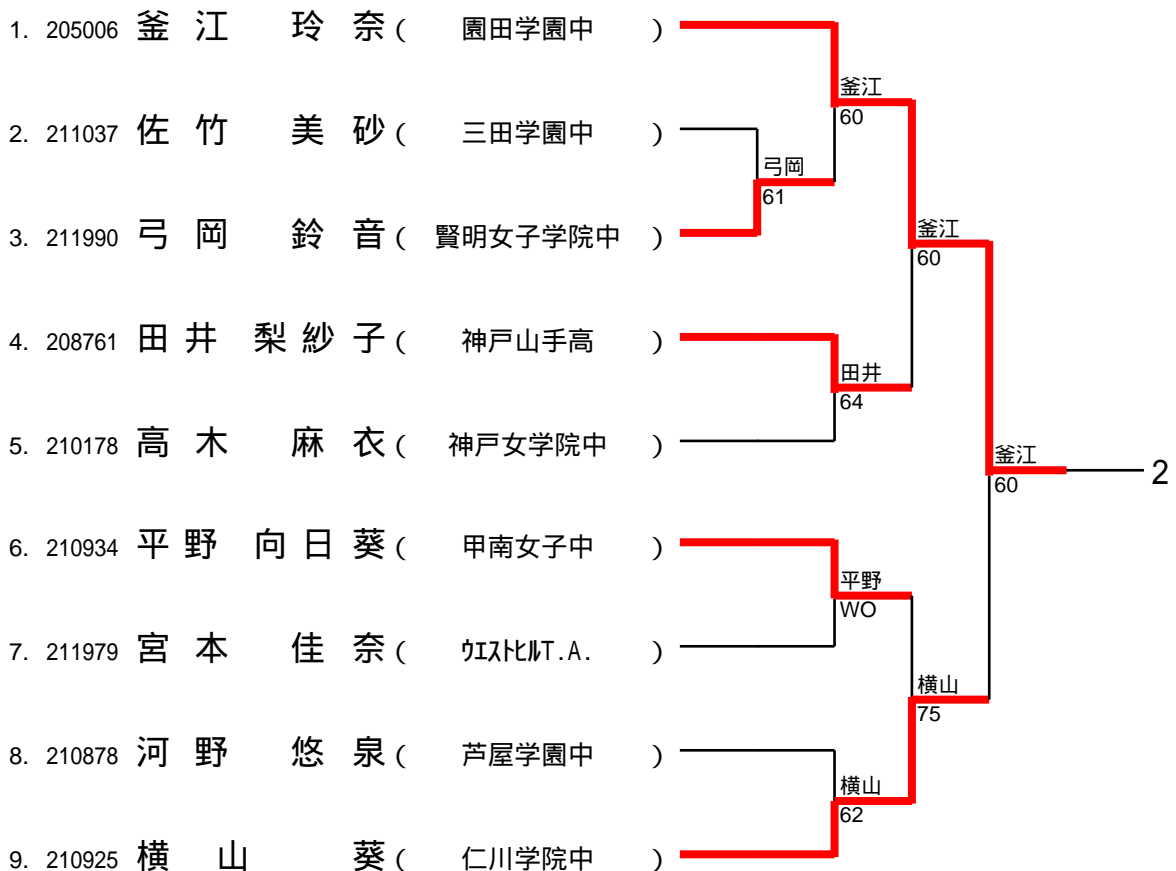 1. 205006 釜 江 玲 奈 ( 園田学園中 )
釜江
60
2. 211037 佐 竹 美 砂 ( 三田学園中 )
弓岡
61
3. 211990 弓 岡 鈴 音 ( 賢明女子学院中 )
釜江
60
4. 208761 田 井 梨 紗 子 ( 神戸山手高 )
田井
64
5. 210178 高 木 麻 衣 ( 神戸女学院中 )
釜江
60
2
6. 210934 平 野 向 日 葵 ( 甲南女子中 )
平野
WO
7. 211979 宮 本 佳 奈 ( ウエストヒルT.A. )
横山
75
8. 210878 河 野 悠 泉 ( 芦屋学園中 )
横山
62
9. 210925 横 山 葵 ( 仁川学院中 )